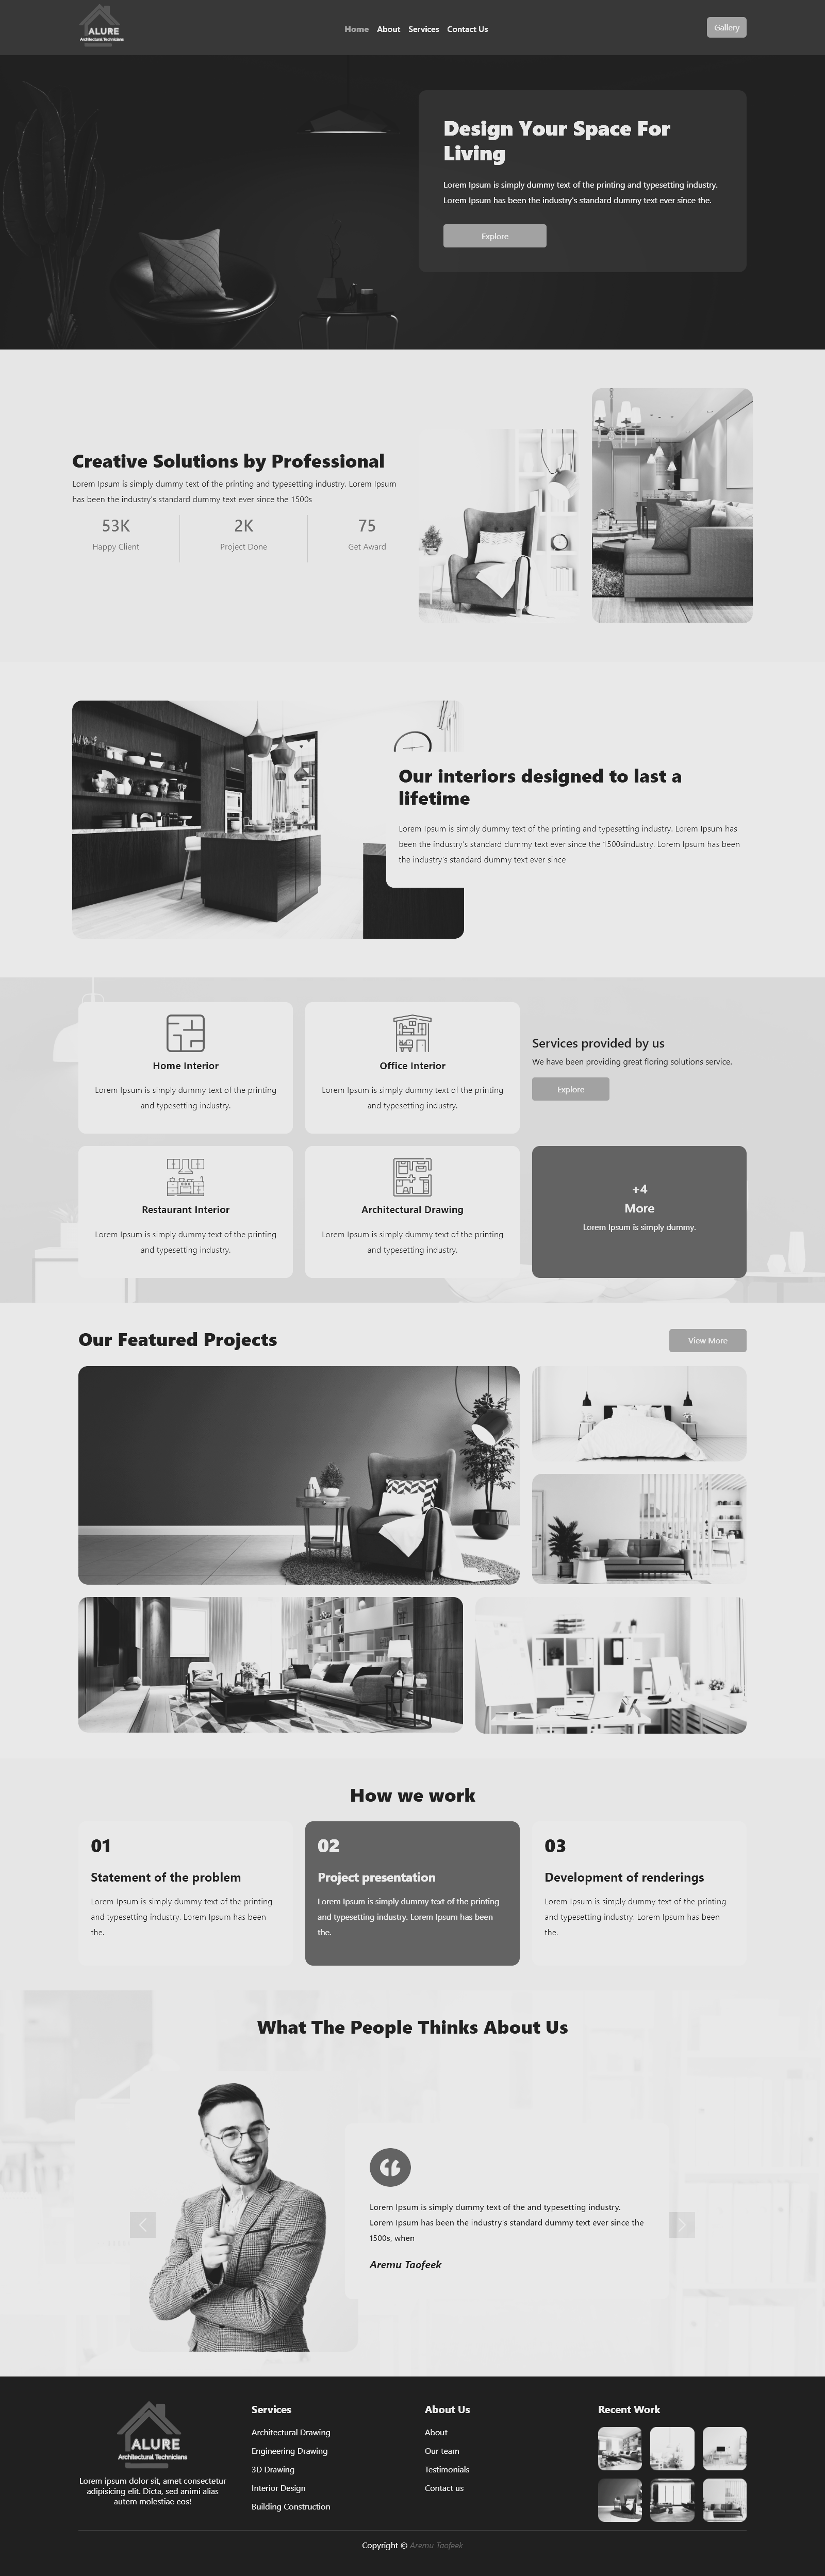 ALURE
Architectural Technicians
Home About Services Contact Us
Gallery
Design Your Space For
Living
Lorem Ipsum is simply dummy text of the printing and typesetting industry.
Lorem Ipsum has been the industry's standard dummy text ever since the.
Explore
Creative Solutions by Professional
Lorem Ipsum is simply dummy text of the printing and typesetting industry. Lorem Ipsum
has been the industry's standard dummy text ever since the 1500s
53K
Happy Client
2K
Project Done
75
Get Award
Our interiors designed to last a
lifetime
Lorem Ipsum is simply dummy text of the printing and typesetting industry. Lorem Ipsum has
been the industry's standard dummy text ever since the 1500sindustry. Lorem Ipsum has been
the industry's standard dummy text ever since
Home Interior
Lorem Ipsum is simply dummy text of the printing
and typesetting industry.
Office Interior
Lorem Ipsum is simply dummy text of the printing
and typesetting industry.
Services provided by us
We have been providing great floring solutions service.
Explore
Restaurant Interior
Lorem Ipsum is simply dummy text of the printing
and typesetting industry.
Architectural Drawing
Lorem Ipsum is simply dummy text of the printing
and typesetting industry.
+4
More
Lorem Ipsum is simply dummy.
Our Featured Projects
View More
How we work
01
Statement of the problem
Lorem Ipsum is simply dummy text of the printing
and typesetting industry. Lorem Ipsum has been
the.
02
Project presentation
Lorem Ipsum is simply dummy text of the printing
and typesetting industry. Lorem Ipsum has been
the.
03
Development of renderings
Lorem Ipsum is simply dummy text of the printing
and typesetting industry. Lorem Ipsum has been
the.
What The People Thinks About Us
Lorem Ipsum is simply dummy text of the and typesetting industry.
Lorem Ipsum has been the industry's standard dummy text ever since the
1500s, when
Aremu Taofeek
ALURE
Architectural Technicians
Lorem ipsum dolor sit, amet consectetur
adipisicing elit. Dicta, sed animi alias
autem molestiae eos!
Services
Architectural Drawing
Engineering Drawing
3D Drawing
Interior Design
Building Construction
About Us
About
Our team
Testimonials
Contact us
Recent Work
Copyright © Aremu Taofeek